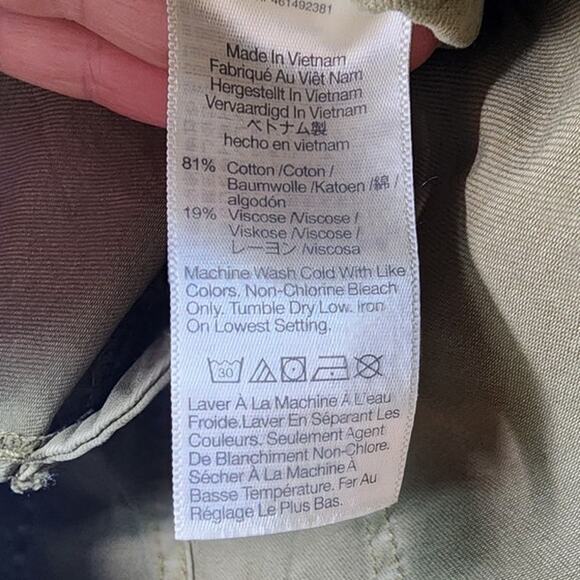 461492381
Made In Vietnam
Fabriqué Au Việt Nam
Hergestellt In Vietnam
Vervaardigd In Vietnam
ベトナム製
hecho en vietnam
81% Cotton /Coton /
Baumwolle /Katoen /綿 /
algodón
19% Viscose /Viscose /
Viskose /Viscose /
レーヨン /viscosa
Machine Wash Cold With Like
Colors. Non-Chlorine Bleach
Only. Tumble Dry Low. Iron
On Lowest Setting.
30
Laver À La Machine À L'eau
Froide.Laver En Séparant Les
Couleurs. Seulement Agent
De Blanchiment Non-Chlore.
Sécher À La Machine À
Basse Température. Fer Au
Réglage Le Plus Bas.